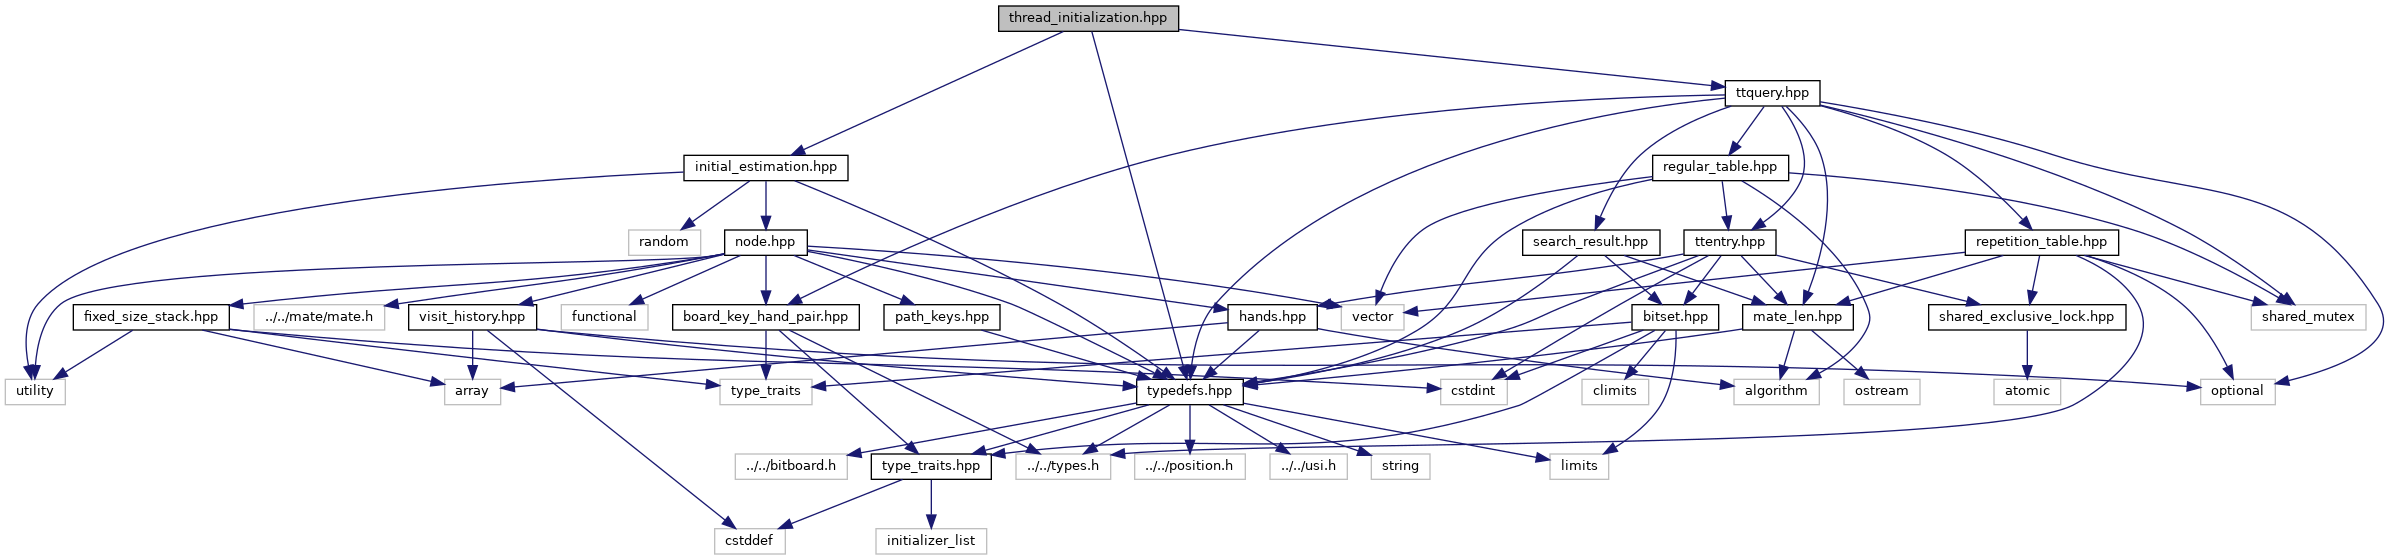 thread_initialization.hpp
ttquery.hpp
initial_estimation.hpp
regular_table.hpp
random
node.hpp
search_result.hpp
ttentry.hpp
repetition_table.hpp
fixed_size_stack.hpp
../../mate/mate.h
visit_history.hpp
functional
board_key_hand_pair.hpp
path_keys.hpp
hands.hpp
vector
bitset.hpp
mate_len.hpp
shared_exclusive_lock.hpp
shared_mutex
utility
array
type_traits
typedefs.hpp
cstdint
climits
algorithm
ostream
atomic
optional
../../bitboard.h
type_traits.hpp
../../types.h
../../position.h
../../usi.h
string
limits
cstddef
initializer_list